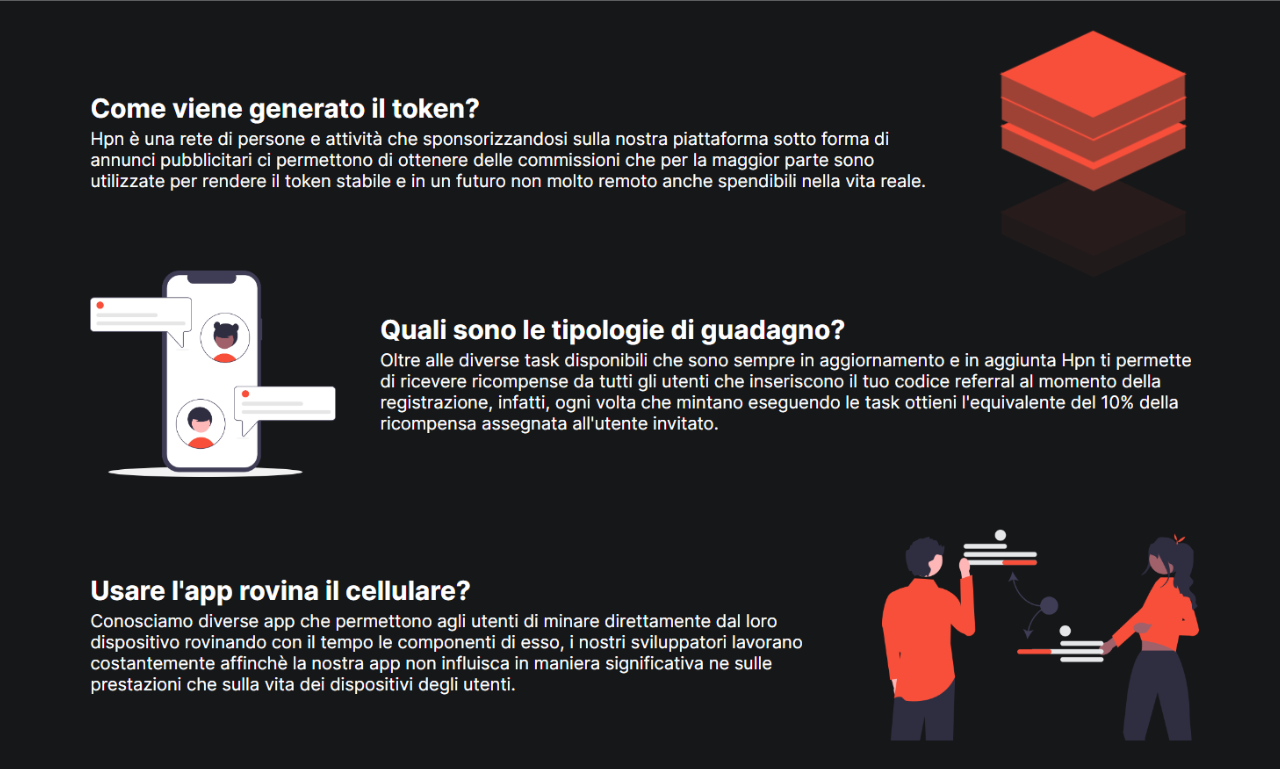 Come viene generato il token?
Hpn è una rete di persone e attività che sponsorizzandosi sulla nostra piattaforma sotto forma di
annunci pubblicitari ci permettono di ottenere delle commissioni che per la maggior parte sono
utilizzate per rendere il token stabile e in un futuro non molto remoto anche spendibili nella vita reale.
Quali sono le tipologie di guadagno?
Oltre alle diverse task disponibili che sono sempre in aggiornamento e in aggiunta Hpn ti permette
di ricevere ricompense da tutti gli utenti che inseriscono il tuo codice referral al momento della
registrazione, infatti, ogni volta che mintano eseguendo le task ottieni l'equivalente del 10% della
ricompensa assegnata all'utente invitato.
Usare l'app rovina il cellulare?
Conosciamo diverse app che permettono agli utenti di minare direttamente dal loro
dispositivo rovinando con il tempo le componenti di esso, i nostri sviluppatori lavorano
costantemente affinchè la nostra app non influisca in maniera significativa ne sulle
prestazioni che sulla vita dei dispositivi degli utenti.